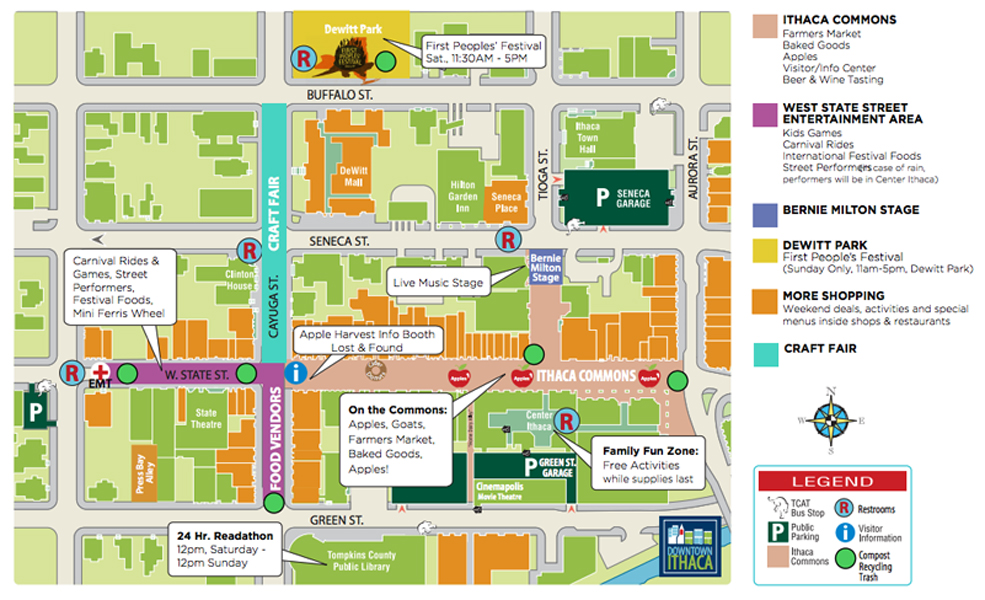 Dewitt Park
FIRST PEOPLES' FESTIVAL
First Peoples' Festival
Sat., 11:30AM - 5PM
R
BUFFALO ST.
CRAFT FAIR
DeWitt
Mall
Hilton
Garden
Inn
Seneca
Place
TIOGA ST.
Ithaca
Town
Hall
P SENECA
GARAGE
AURORA ST.
SENECA ST.
R
R
Carnival Rides &
Games, Street
Performers,
Festival Foods,
Mini Ferris Wheel
Clinton
House
CAYUGA ST.
Live Music Stage
Bernie
Milton
Stage
Apple Harvest Info Booth
Lost & Found
R
EMT
W. STATE ST.
i
Apples
Apples
ITHACA COMMONS
Apples
P
State
Theatre
Press Bay
Alley
FOOD VENDORS
On the Commons:
Apples, Goats,
Farmers Market,
Baked Goods,
Apples!
Center
Ithaca
R
Family Fun Zone:
Free Activities
while supplies last
P GREEN ST.
GARAGE
Cinemapolis
Movie Theatre
GREEN ST.
24 Hr. Readathon
12pm, Saturday -
12pm Sunday
Tompkins County
Public Library
DOWNTOWN
ITHACA
ITHACA COMMONS
Farmers Market
Baked Goods
Apples
Visitor/Info Center
Beer & Wine Tasting
WEST STATE STREET
ENTERTAINMENT AREA
Kids Games
Carnival Rides
International Festival Foods
Street Performers (In case of rain,
performers will be in Center Ithaca)
BERNIE MILTON STAGE
DEWITT PARK
First People's Festival
(Sunday Only, 11am-5pm, Dewitt Park)
MORE SHOPPING
Weekend deals, activities and special
menus inside shops & restaurants
CRAFT FAIR
N
W E
S
LEGEND
TCAT
Bus Stop
R Restrooms
P Public
Parking
i Visitor
Information
Ithaca
Commons
Compost
Recycling
Trash